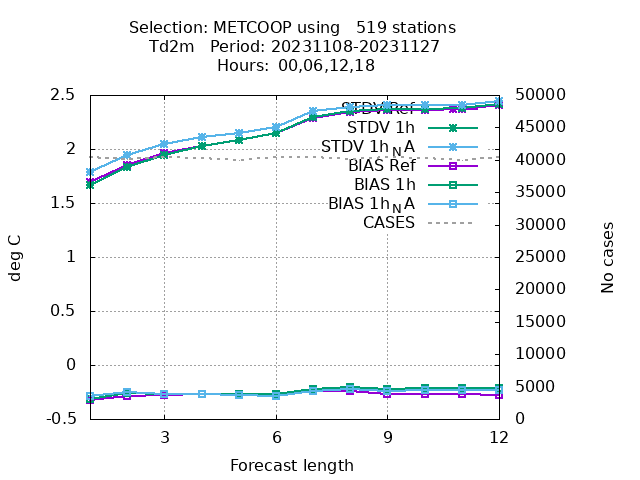 Selection: METCOOP using 519 stations
Td2m Period: 20231108-20231127
Hours: 00,06,12,18
2.5
2
1.5
1
0.5
0
-0.5
deg C
STDV Ref
STDV 1h
STDV 1h_NA
BIAS Ref
BIAS 1h
BIAS 1h_NA
CASES
50000
45000
40000
35000
30000
25000
20000
15000
10000
5000
0
No cases
3 6 9 12
Forecast length